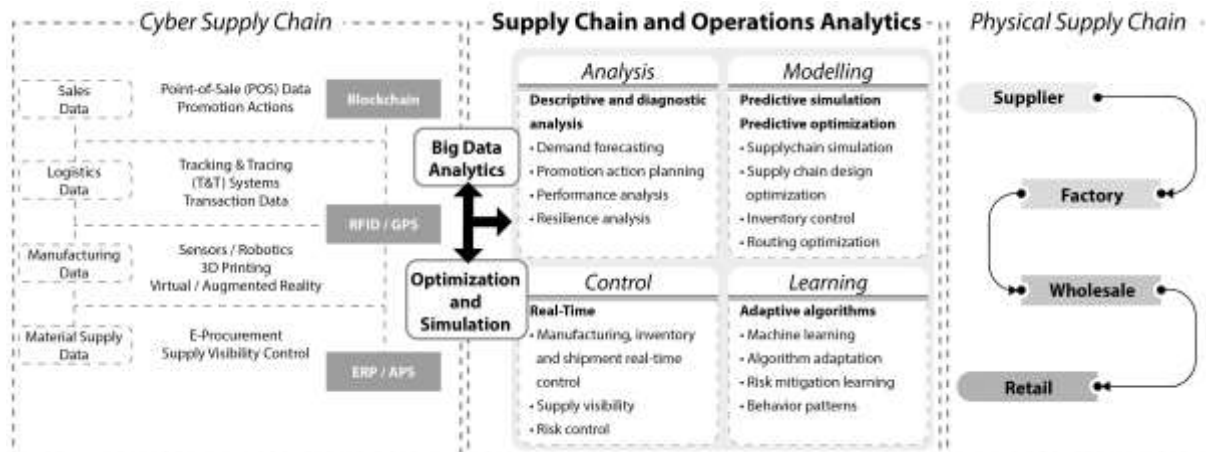 Cyber Supply Chain
Supply Chain and Operations Analytics
Physical Supply Chain
Sales
Data
Point-of-Sale (POS) Data
Promotion Actions
Blockchain
Logistics
Data
Tracking & Tracing
(T&T) Systems
Transaction Data
RFID / GPS
Manufacturing
Data
Sensors / Robotics
3D Printing
Virtual / Augmented Reality
Material Supply
Data
E-Procurement
Supply Visibility Control
ERP / APS
Big Data
Analytics
Optimization
and
Simulation
Analysis
Descriptive and diagnostic
analysis
• Demand forecasting
• Promotion action planning
• Performance analysis
• Resilience analysis
Modelling
Predictive simulation
Predictive optimization
• Supplychain simulation
• Supply chain design
optimization
• Inventory control
• Routing optimization
Control
Real-Time
• Manufacturing, inventory
and shipment real-time
control
• Supply visibility
• Risk control
Learning
Adaptive algorithms
• Machine learning
• Algorithm adaptation
• Risk mitigation learning
• Behavior patterns
Supplier
Factory
Wholesale
Retail